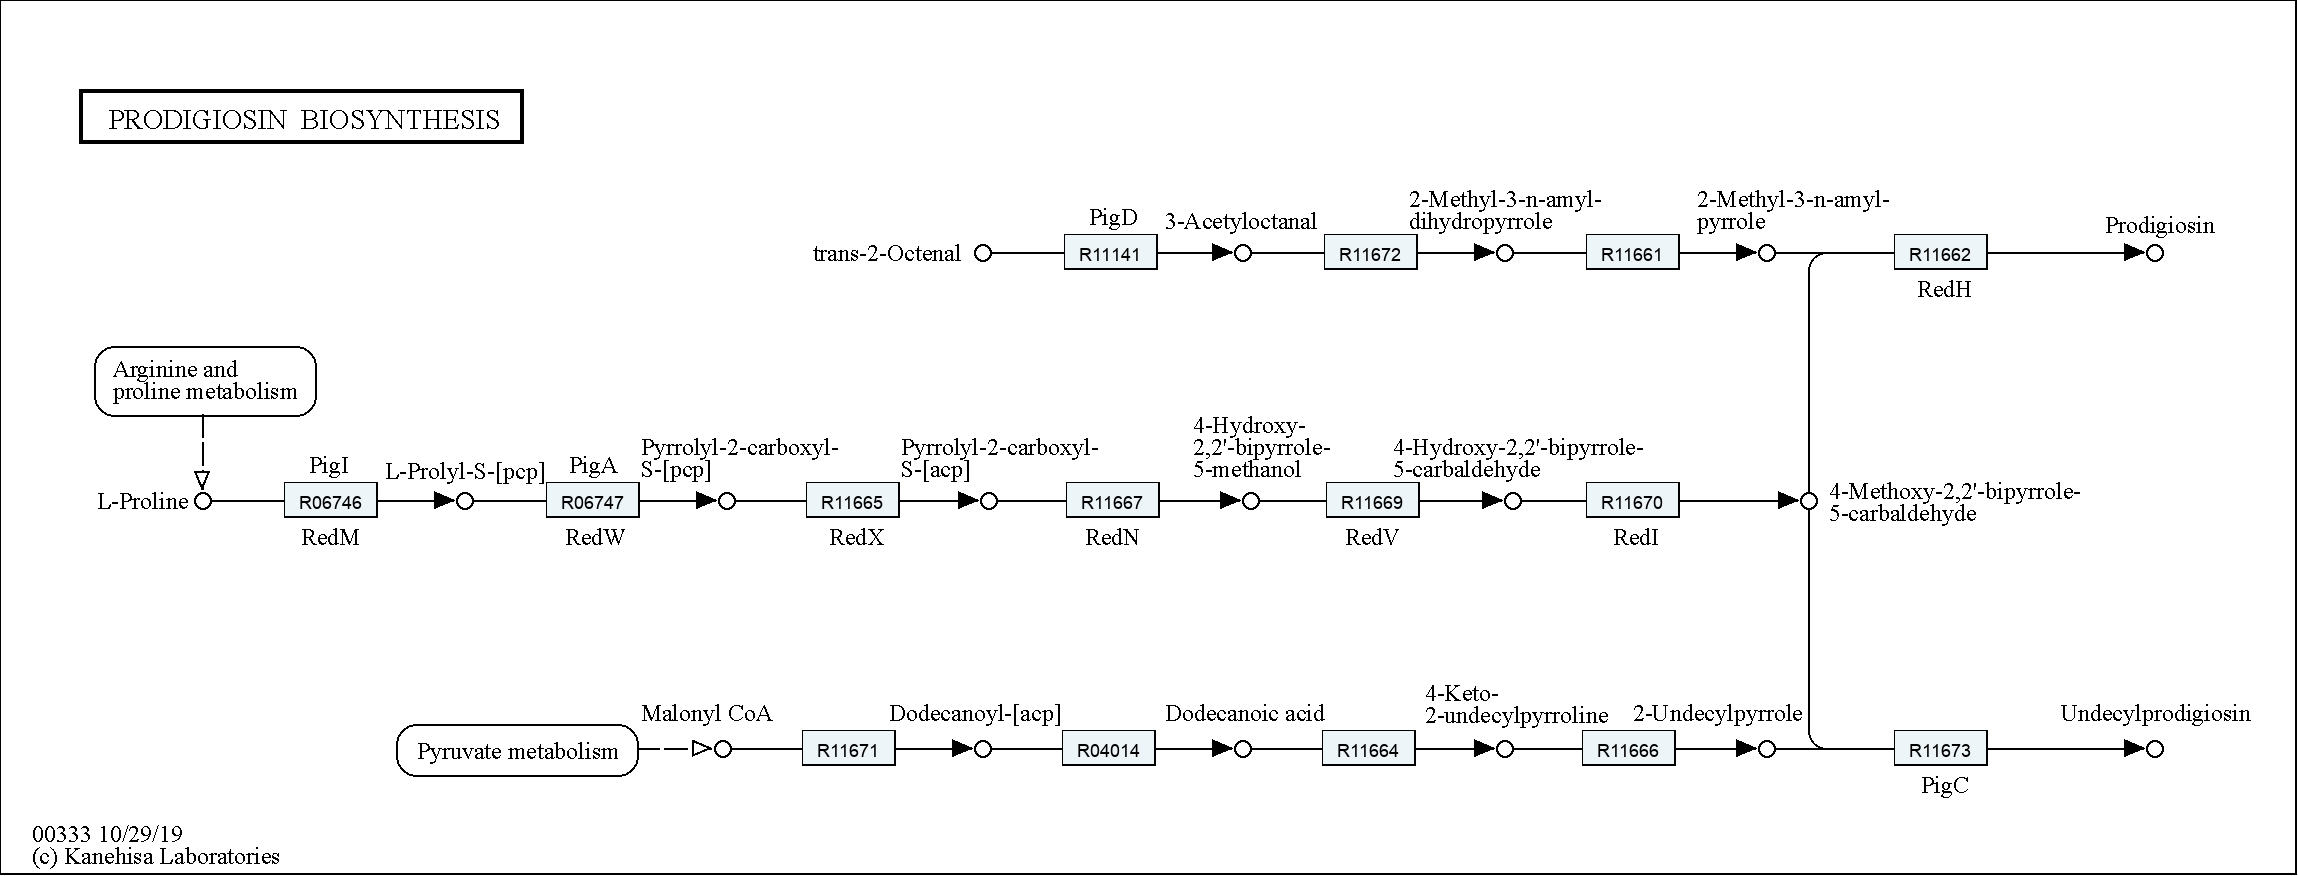 PRODIGIOSIN BIOSYNTHESIS
PigD
3-Acetyloctanal
2-Methyl-3-n-amyl-
dihydropyrrole
2-Methyl-3-n-amyl-
pyrrole
Prodigiosin
trans-2-Octenal
R11141
R11672
R11661
R11662
RedH
Arginine and
proline metabolism
L-Proline
PigI
R06746
RedM
L-Prolyl-S-[pcp]
PigA
R06747
RedW
Pyrrolyl-2-carboxyl-
S-[pcp]
R11665
RedX
Pyrrolyl-2-carboxyl-
S-[acp]
R11667
RedN
4-Hydroxy-
2,2'-bipyrrole-
5-methanol
R11669
RedV
4-Hydroxy-2,2'-bipyrrole-
5-carbaldehyde
R11670
RedI
4-Methoxy-2,2'-bipyrrole-
5-carbaldehyde
Pyruvate metabolism
Malonyl CoA
R11671
Dodecanoyl-[acp]
R04014
Dodecanoic acid
R11664
4-Keto-
2-undecylpyrroline
R11666
2-Undecylpyrrole
R11673
PigC
Undecylprodigiosin
00333 10/29/19
(c) Kanehisa Laboratories